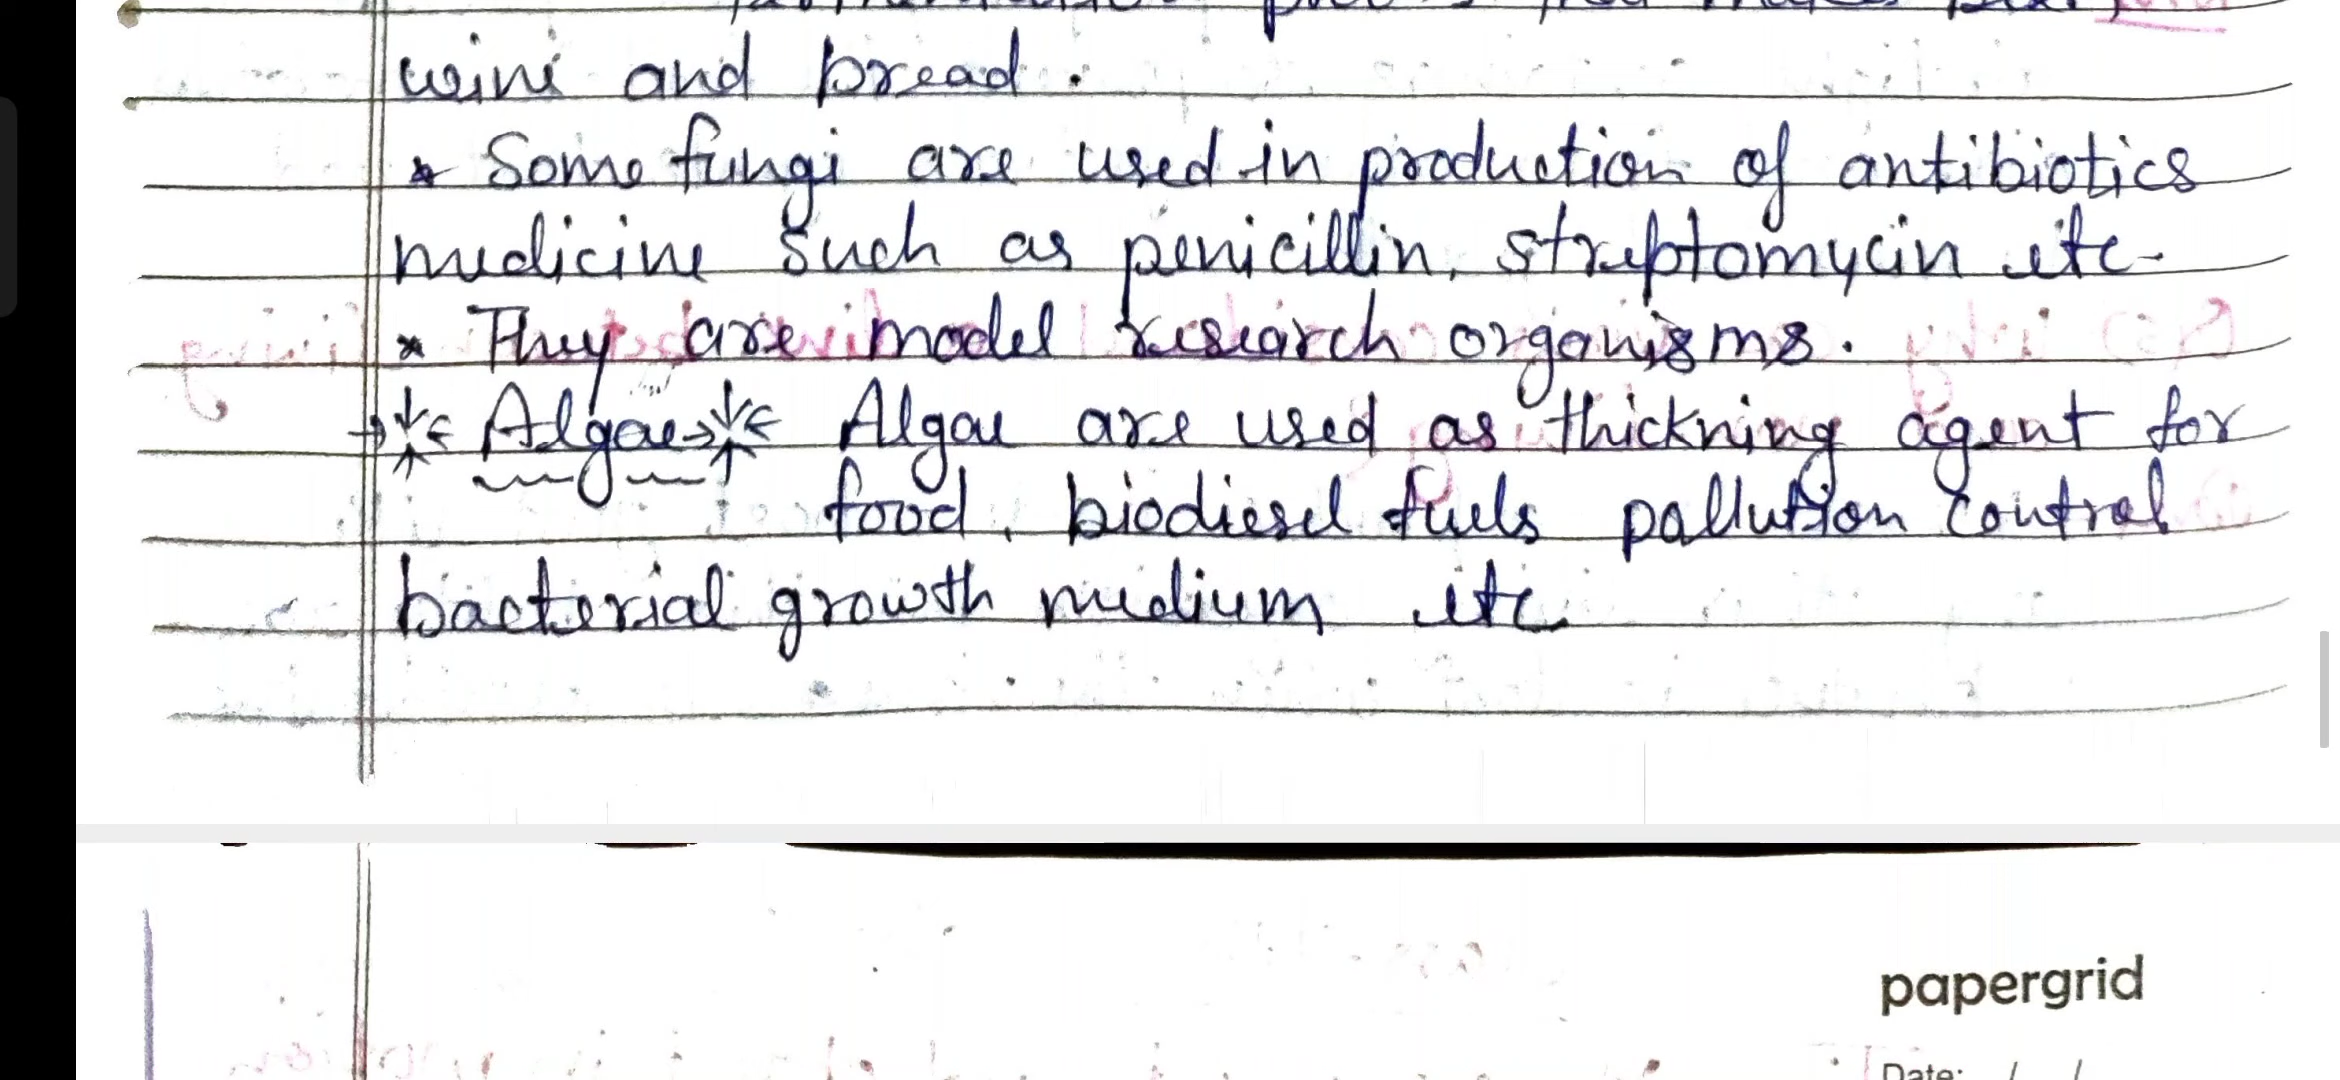 wine and bread.
* Some fungi are used in production of antibiotics
medicine such as penicillin, streptomycin etc.
* They are model research organisms.
Algae Algae are used as thickning agent for
food, biodiesel fuels pallution control
bacterial growth medium etc
papergrid
Date: / /